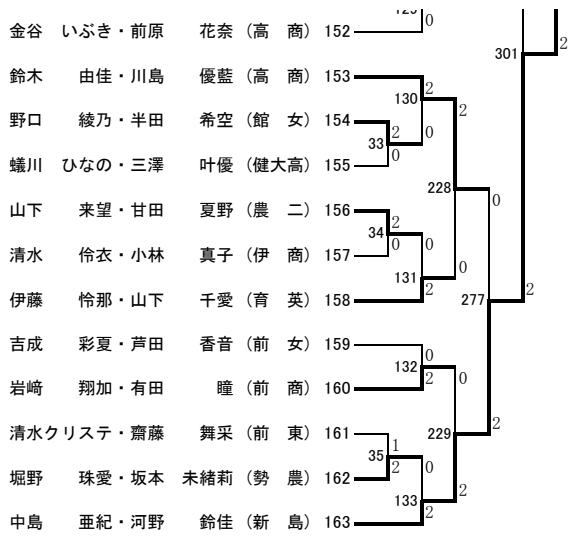 金谷 いぶき・前原 花奈 (高 商) 152 0
301 2
鈴木 由佳・川島 優藍 (高 商) 153 2
130 2
野口 綾乃・半田 希空 (館 女) 154 2 0
33
蟻川 ひなの・三澤 叶優 (健大高) 155 0
228 0
山下 来望・甘田 夏野 (農 二) 156 2
34
清水 伶衣・小林 真子 (伊 商) 157 0 0 0
131
伊藤 怜那・山下 千愛 (育 英) 158 2 277 2
吉成 彩夏・芦田 香音 (前 女) 159 0
132 0
岩﨑 翔加・有田 瞳 (前 商) 160 2
清水クリステ・齋藤 舞采 (前 東) 161 1 229 2
35
堀野 珠愛・坂本 未緒莉 (勢 農) 162 2 0 2
133
中島 亜紀・河野 鈴佳 (新 島) 163 2